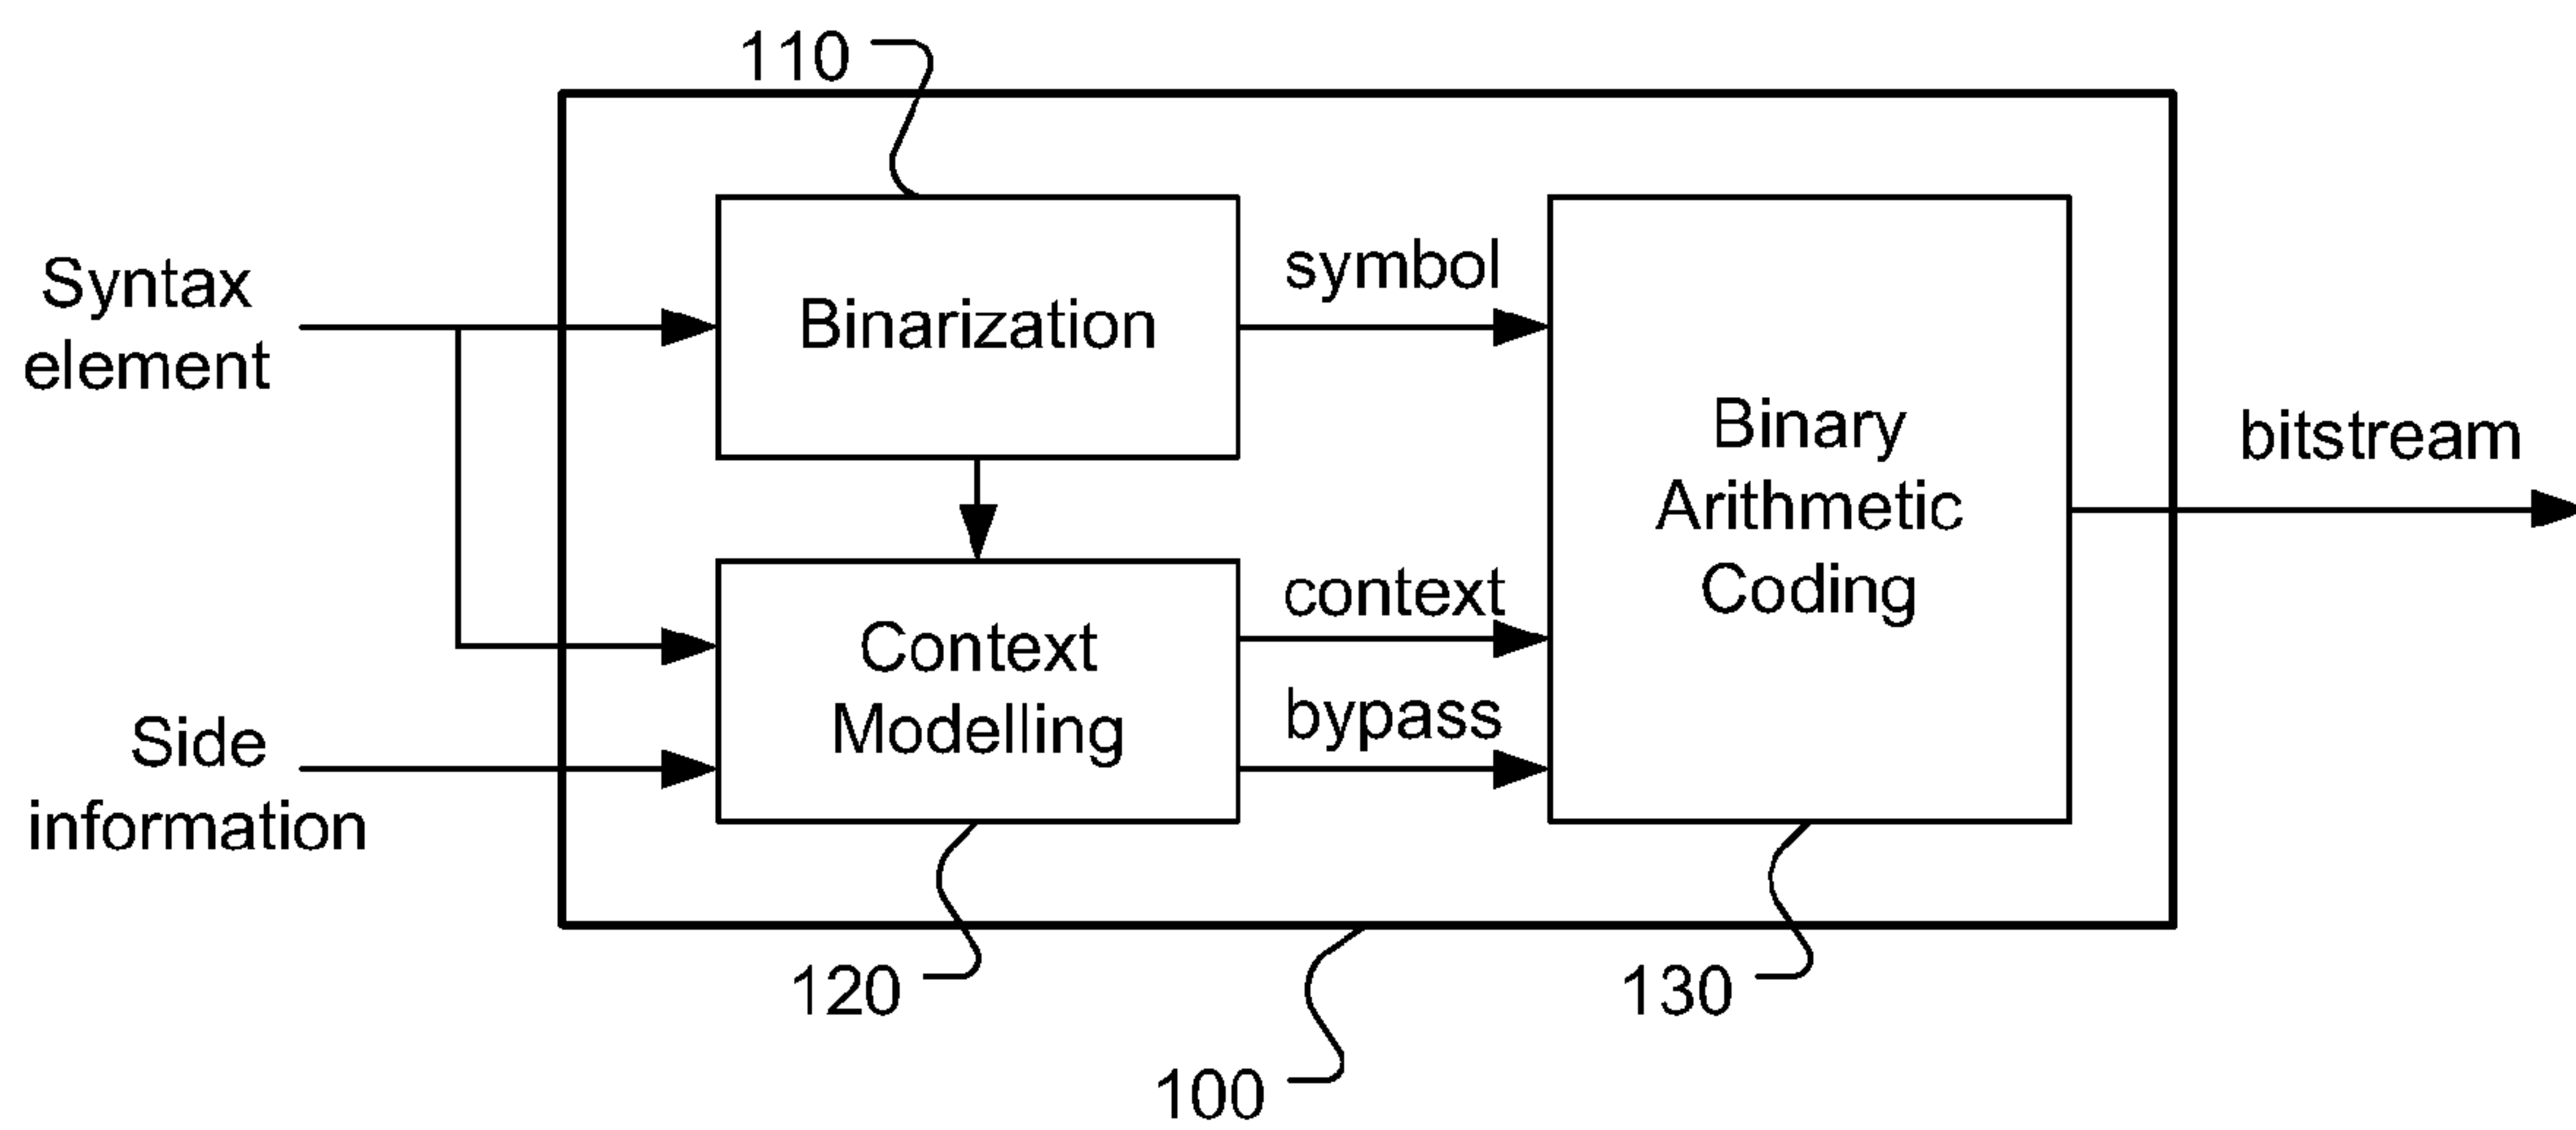 110
Syntax
element
Binarization
symbol
Binary
Arithmetic
Coding
bitstream
Context
Modelling
context
bypass
Side
information
120
130
100